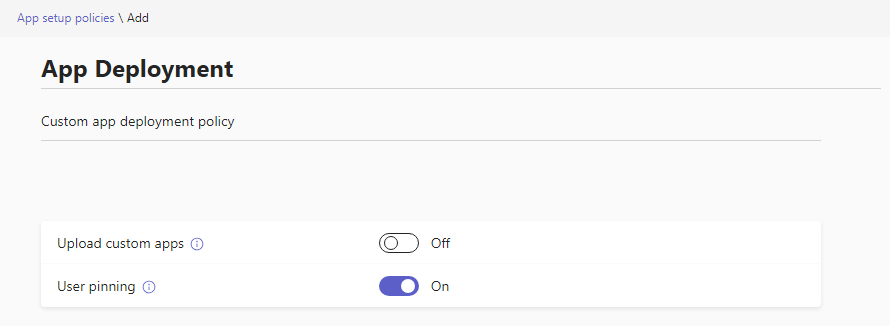 App setup policies \ Add
App Deployment
Custom app deployment policy
Upload custom apps Off
User pinning On